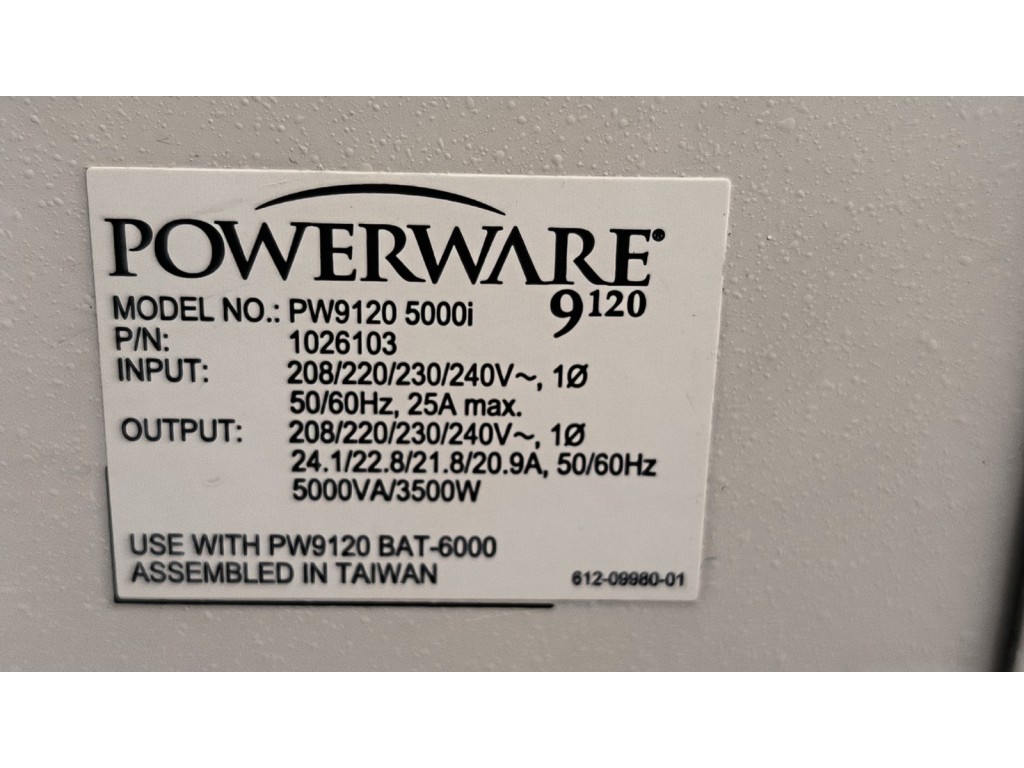 POWERWARE®
9120
MODEL NO.: PW9120 5000i
P/N: 1026103
INPUT: 208/220/230/240V~, 1Ø
50/60Hz, 25A max.
OUTPUT: 208/220/230/240V~, 1Ø
24.1/22.8/21.8/20.9A, 50/60Hz
5000VA/3500W
USE WITH PW9120 BAT-6000
ASSEMBLED IN TAIWAN
612-09980-01